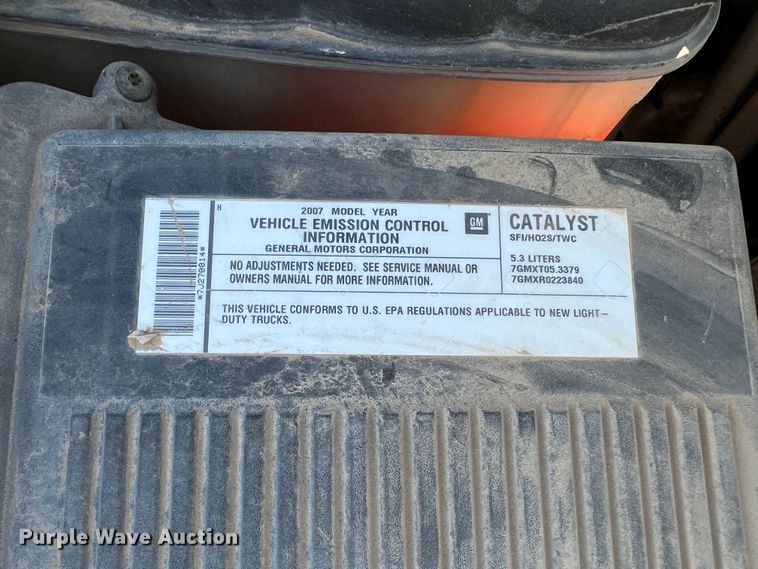 H
2007 MODEL YEAR
VEHICLE EMISSION CONTROL
INFORMATION
GENERAL MOTORS CORPORATION
GM
NO ADJUSTMENTS NEEDED. SEE SERVICE MANUAL OR
OWNERS MANUAL FOR MORE INFORMATION.
CATALYST
SFI/HO2S/TWC
5.3 LITERS
7GMXT05.3379
7GMXR0223840
THIS VEHICLE CONFORMS TO U.S. EPA REGULATIONS APPLICABLE TO NEW LIGHT-
DUTY TRUCKS.
*7J270014*
Purple Wave Auction®